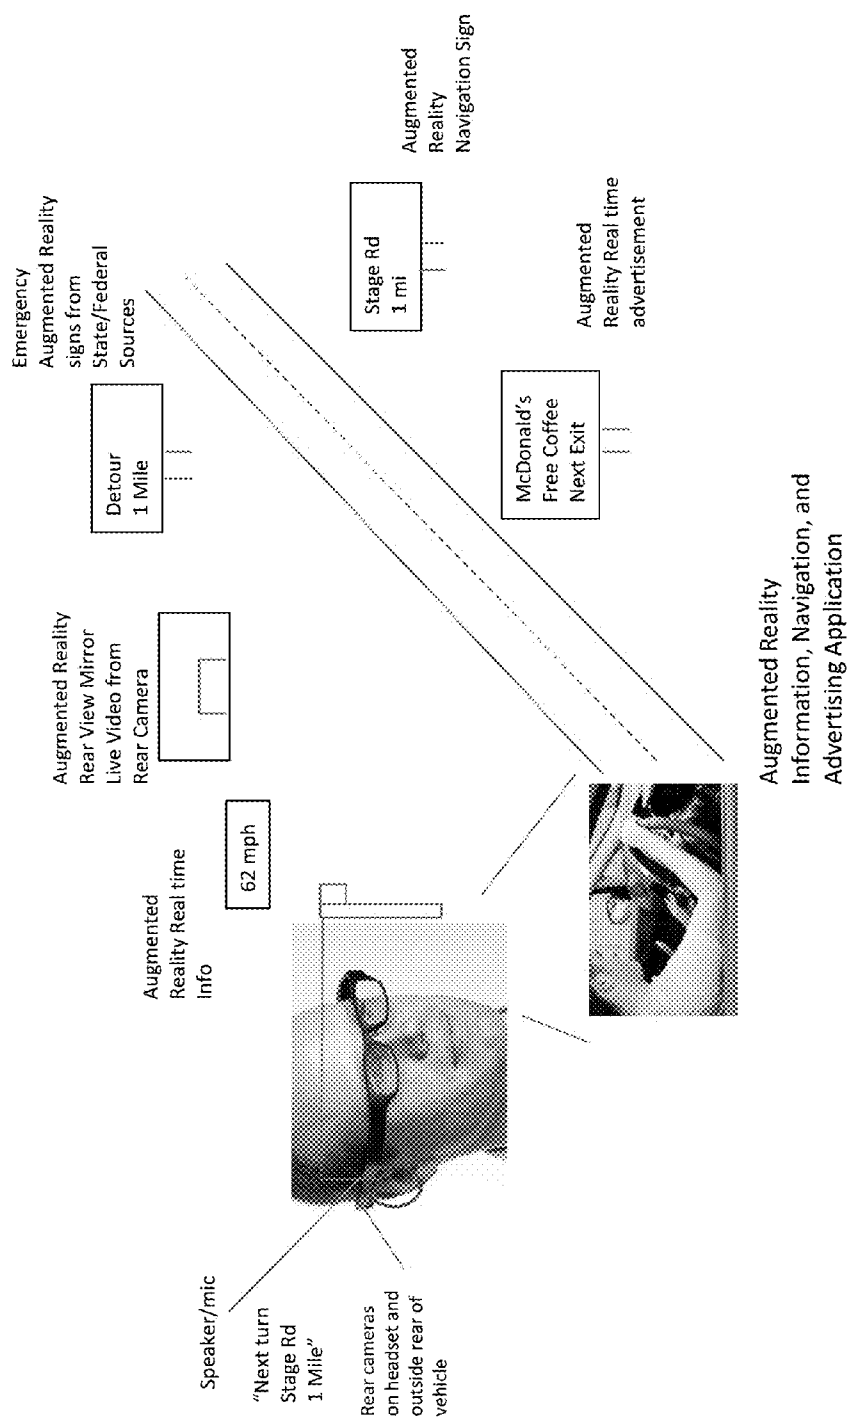 Emergency
Augmented Reality
signs from
State/Federal
Sources
Augmented
Reality
Navigation Sign
Detour
1 Mile
Stage Rd
1 mi
Augmented
Reality Real time
advertisement
Augmented Reality
Rear View Mirror
Live Video from
Rear Camera
McDonald's
Free Coffee
Next Exit
Augmented
Reality Real time
Info
62 mph
Speaker/mic
"Next turn
Stage Rd
1 Mile"
Rear cameras
on headset and
outside rear of
vehicle
Augmented Reality
Information, Navigation, and
Advertising Application